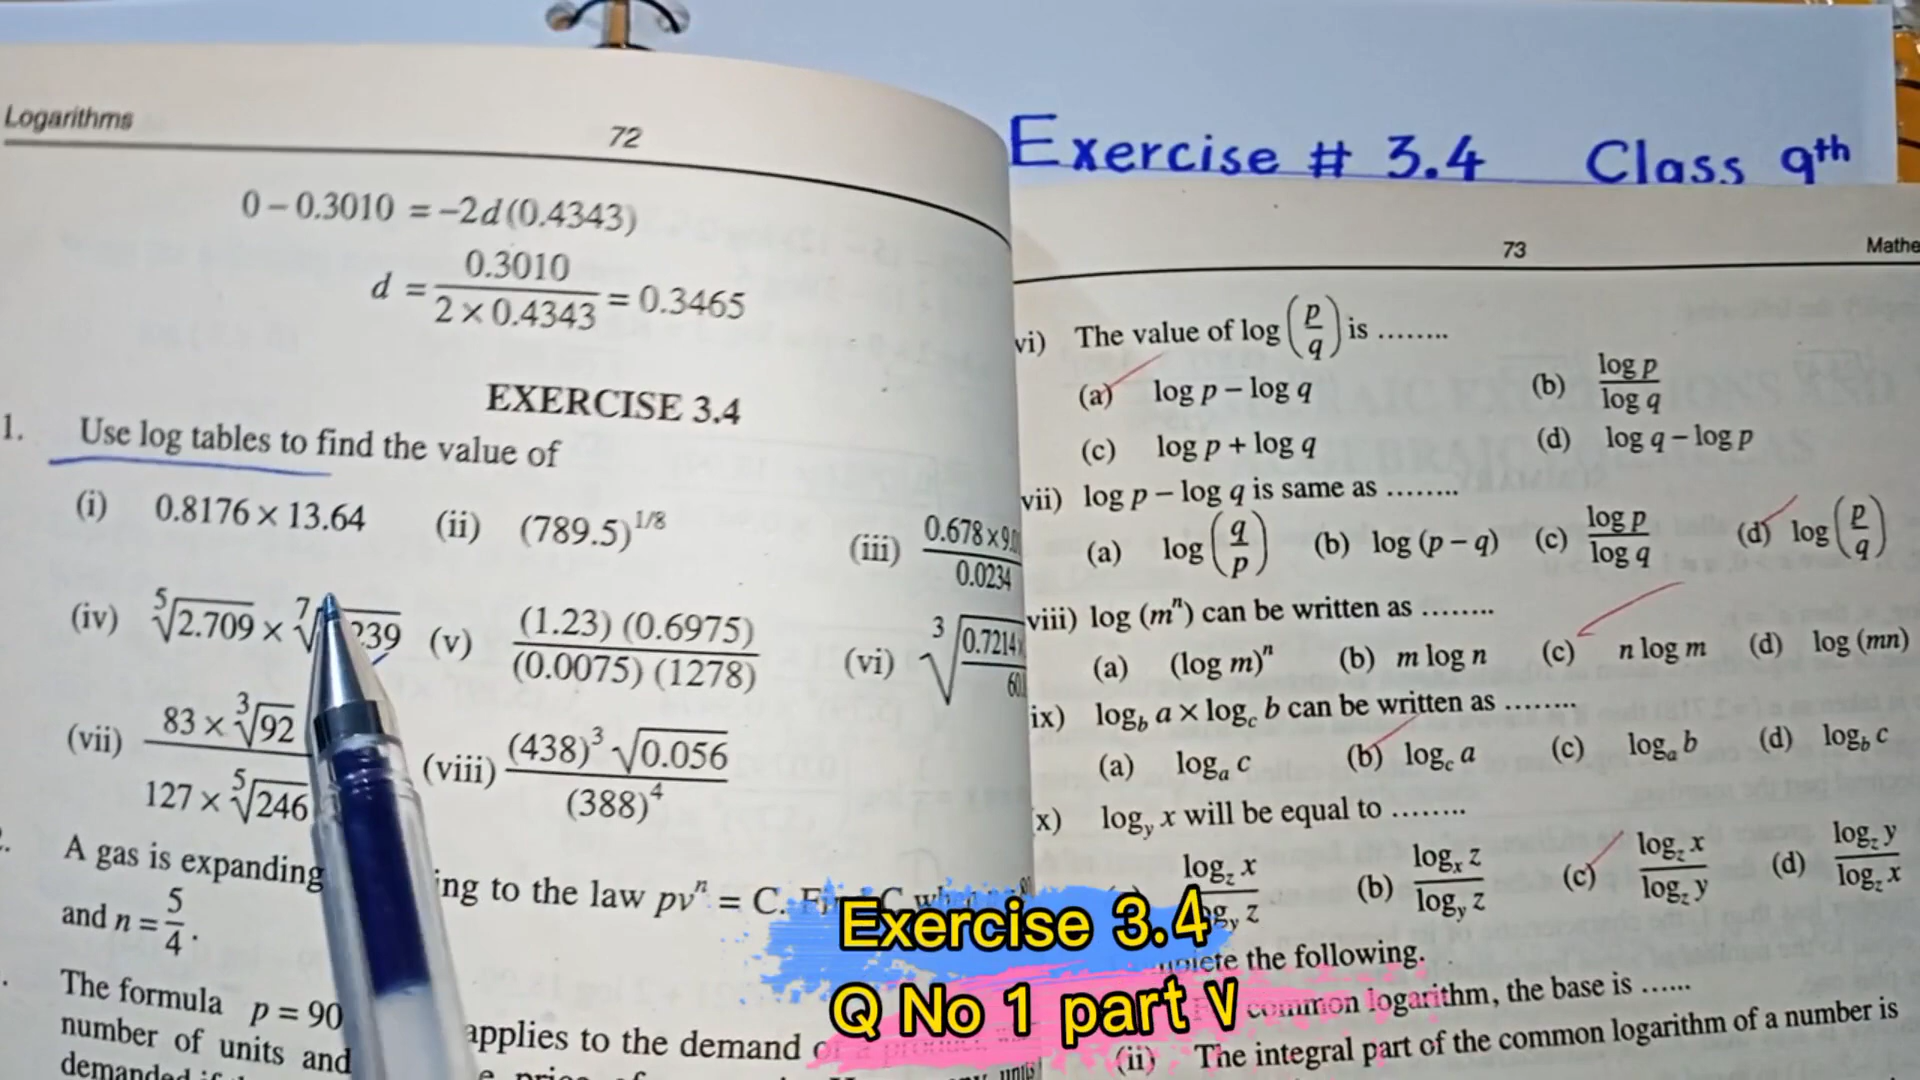 Exercise # 3.4 Class 9th
Logarithms 72
0 – 0.3010 = –2d(0.4343)
d = 0.3010 / 2 × 0.4343 = 0.3465
EXERCISE 3.4
1. Use log tables to find the value of
(i) 0.8176 × 13.64 (ii) (789.5)^1/8 (iii) 0.678 × 9.0 / 0.0234
(iv) ⁵√2.709 × ⁷√ 239 (v) (1.23) (0.6975) / (0.0075) (1278) (vi) ³√0.7214 × / 60.
(vii) 83 × ³√92 / 127 × ⁵√246 (viii) (438)³ √0.056 / (388)⁴
A gas is expanding ing to the law pvⁿ = C.
and n = 5/4.
The formula p = 90 applies to the demand
number of units and
73 Mathe
vi) The value of log (p/q) is ........
(a) log p – log q (b) log p / log q
(c) log p + log q (d) log q – log p
vii) log p – log q is same as ........
(a) log (q/p) (b) log (p – q) (c) log p / log q (d) log (p/q)
viii) log (mⁿ) can be written as ........
(a) (log m)ⁿ (b) m log n (c) n log m (d) log (mn)
ix) log_b a × log_c b can be written as ........
(a) log_a c (b) log_c a (c) log_a b (d) log_b c
x) log_y x will be equal to ........
log_z x / g_y z (b) log_x z / log_y z (c) log_z x / log_z y (d) log_z y / log_z x
the following.
common logarithm, the base is ......
(ii) The integral part of the common logarithm of a number is
Exercise 3.4
Q No 1 part V